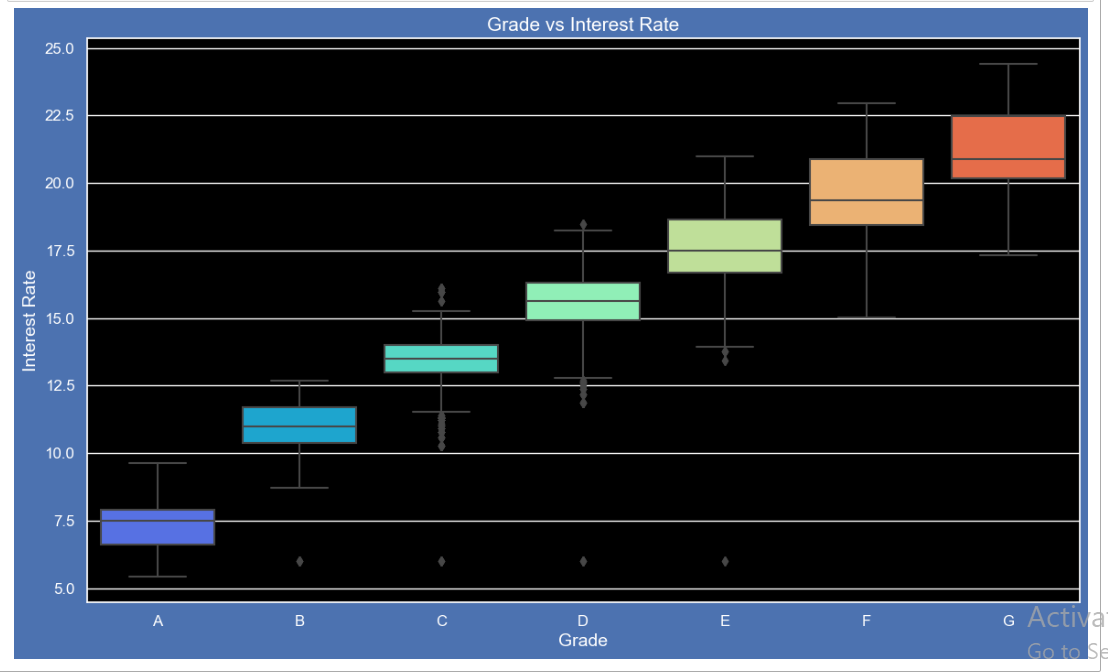 Grade vs Interest Rate
25.0
22.5
20.0
17.5
15.0
12.5
10.0
7.5
5.0
Interest Rate
A B C D E F G
Grade
Activa
Go to Se